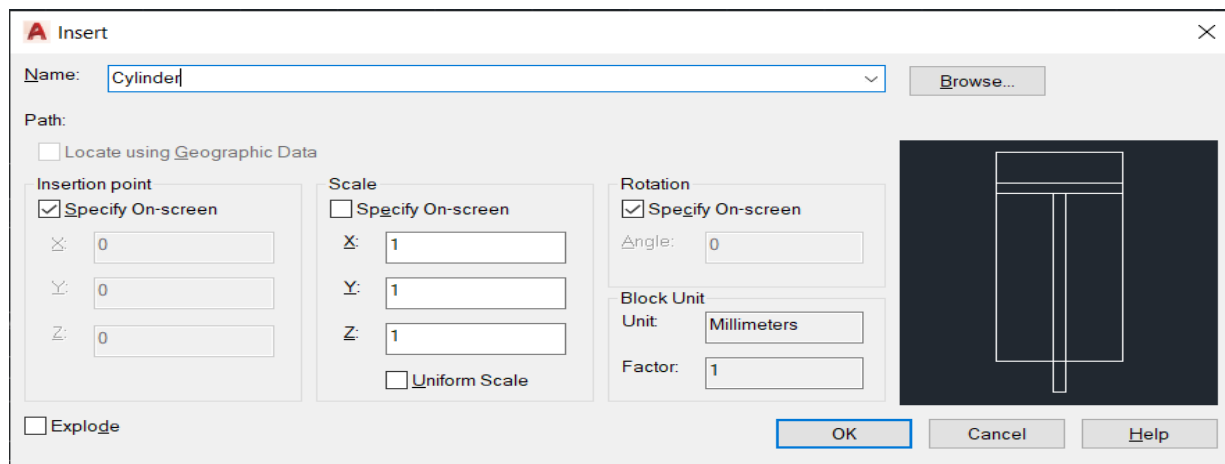 Insert
Name: Cylinder Browse...
Path:
Locate using Geographic Data
Insertion point Scale Rotation
Specify On-screen Specify On-screen Specify On-screen
X: 0 X: 1 Angle: 0
Y: 0 Y: 1 Block Unit
Unit: Millimeters
Z: 0 Z: 1
Factor: 1
Uniform Scale
Explode OK Cancel Help